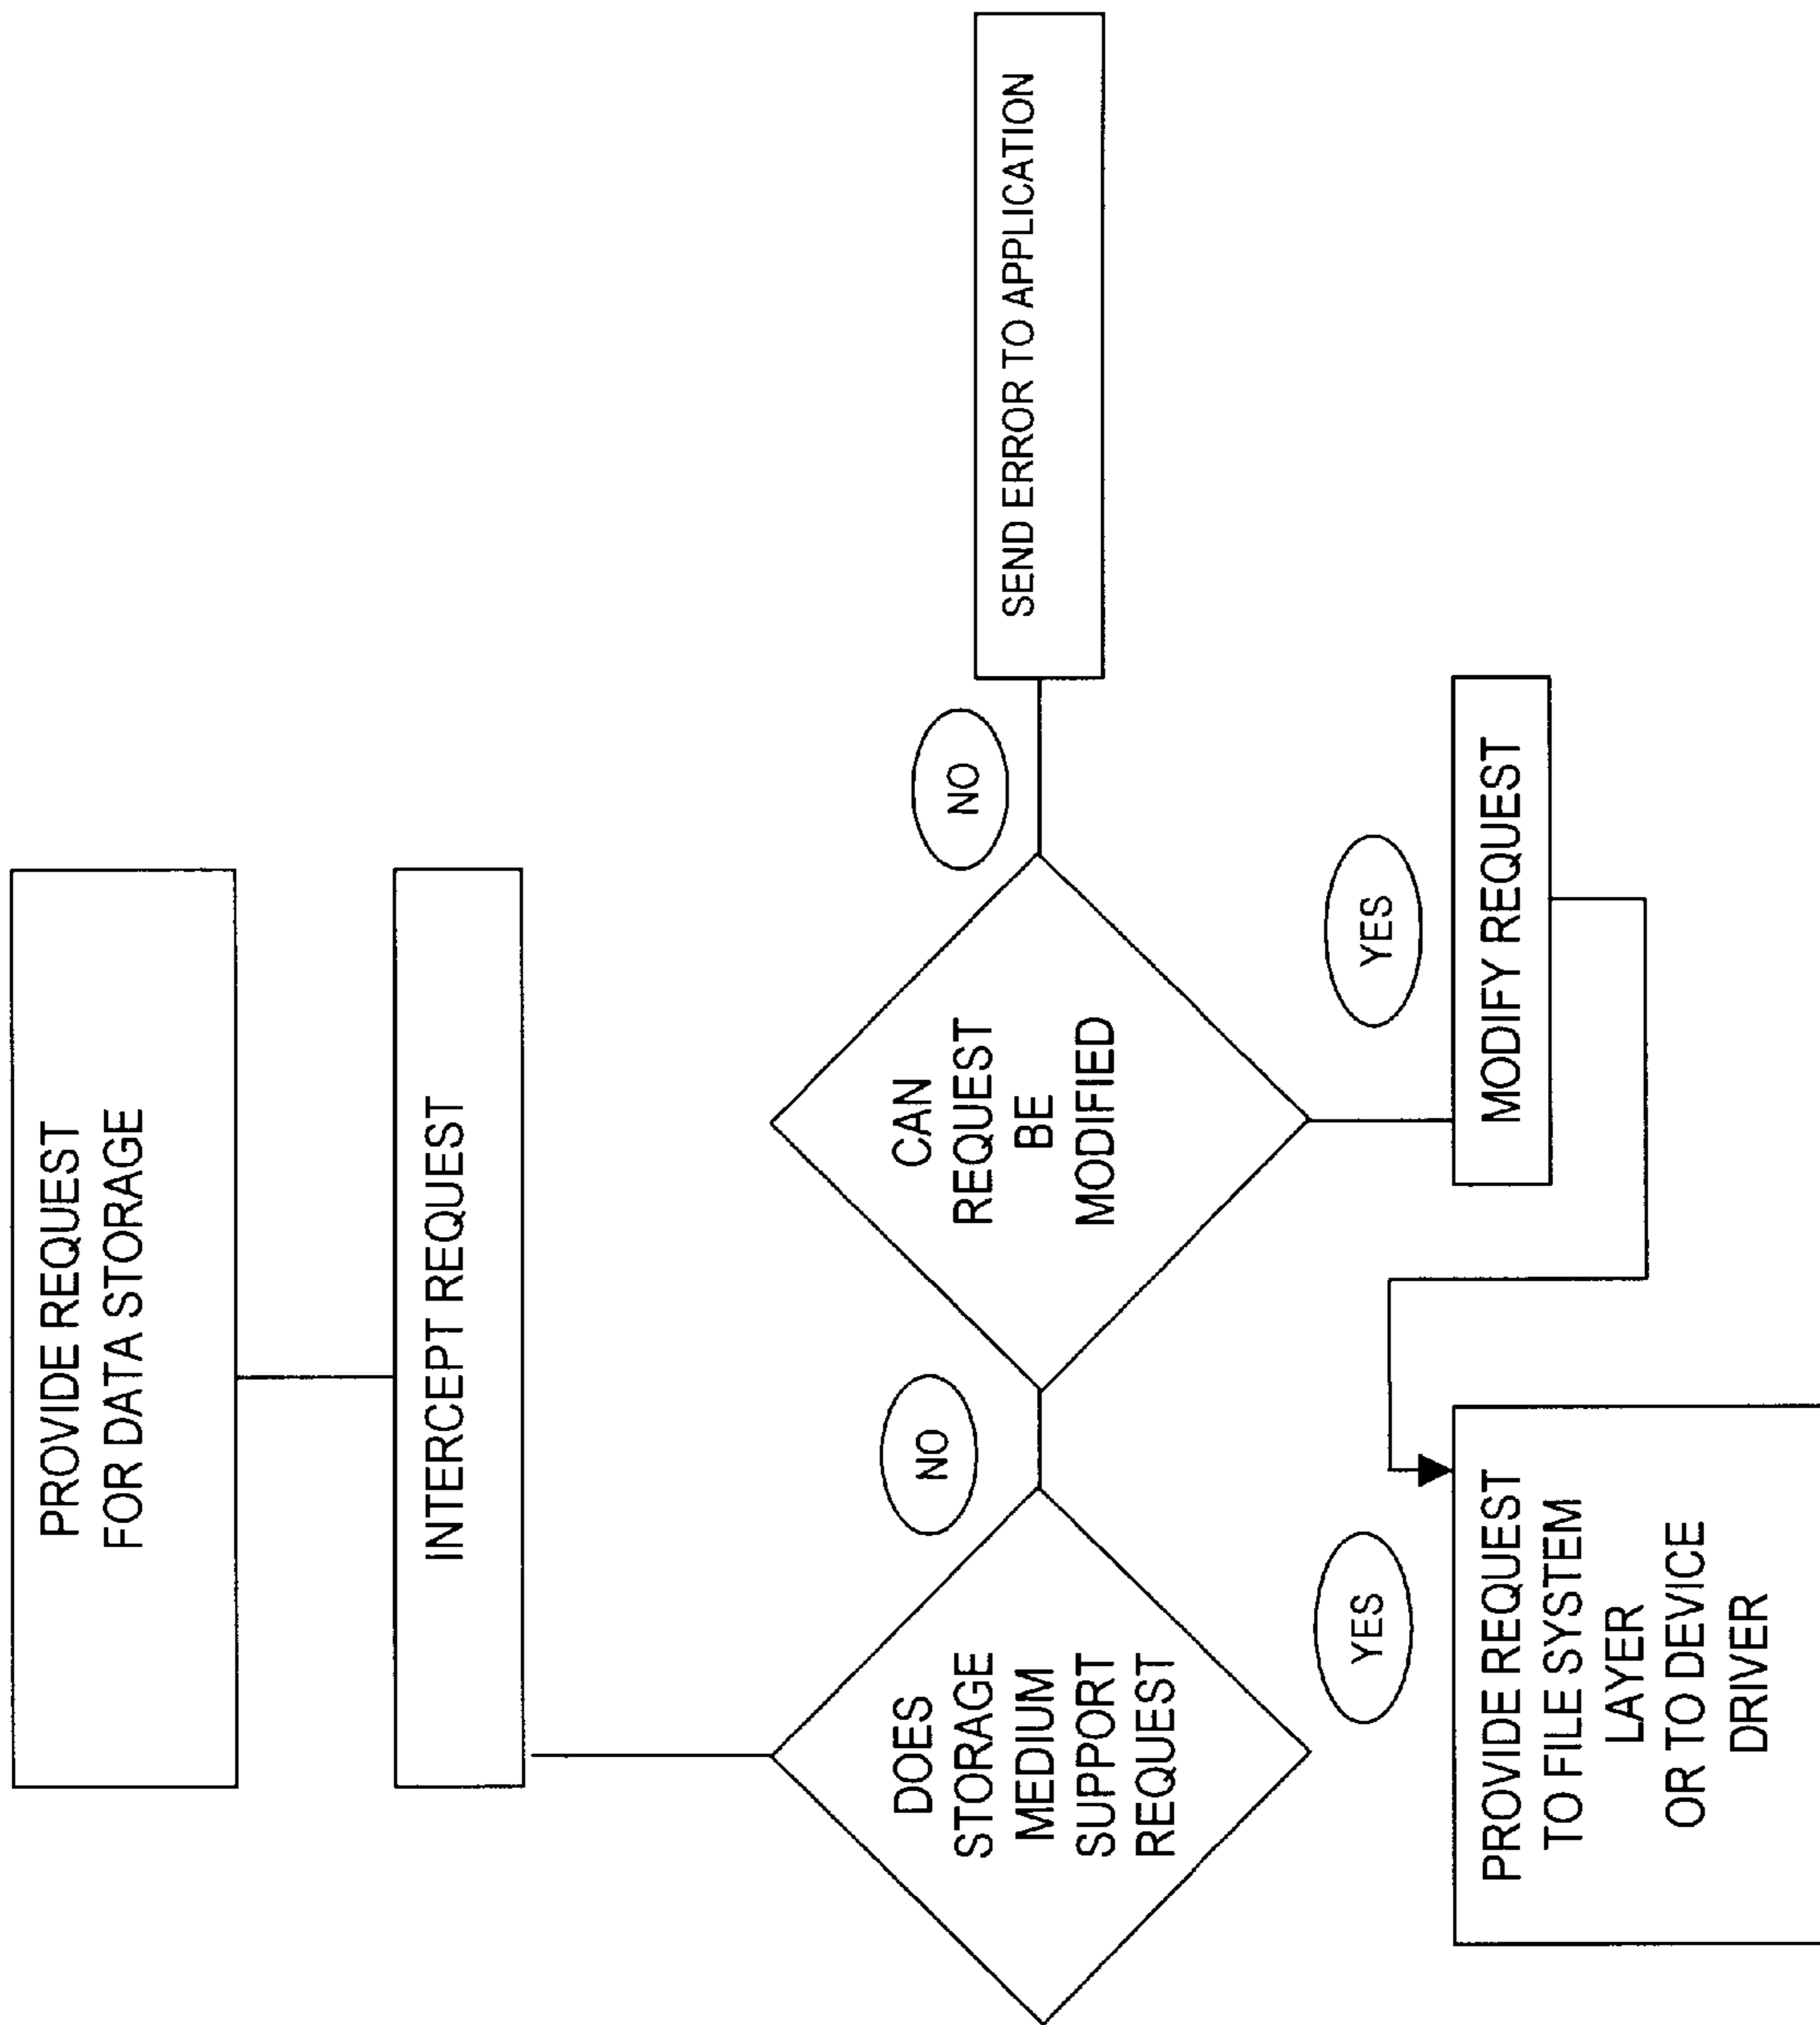 PROVIDE REQUEST
FOR DATA STORAGE
INTERCEPT REQUEST
DOES
STORAGE
MEDIUM
SUPPORT
REQUEST
NO
CAN
REQUEST
BE
MODIFIED
NO
SEND ERROR TO APPLICATION
YES
PROVIDE REQUEST
TO FILE SYSTEM
LAYER
OR TO DEVICE
DRIVER
YES
MODIFY REQUEST